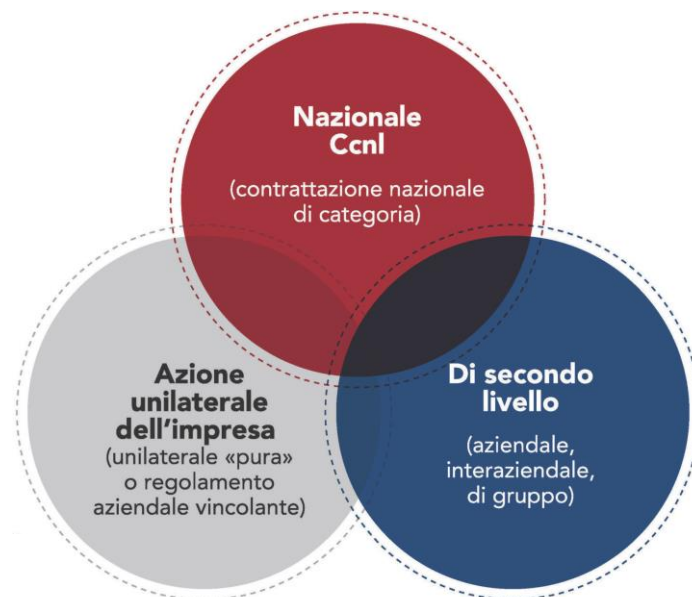 Nazionale
Ccnl
(contrattazione nazionale
di categoria)
Azione
unilaterale
dell’impresa
(unilaterale «pura»
o regolamento
aziendale vincolante)
Di secondo
livello
(aziendale,
interaziendale,
di gruppo)